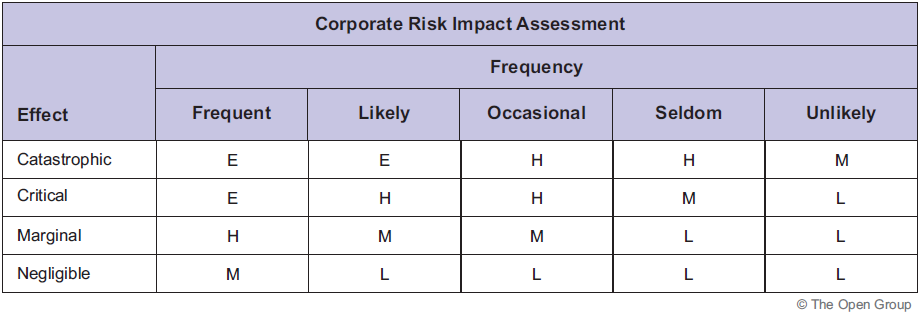 Corporate Risk Impact Assessment
Effect
Frequency
Frequent Likely Occasional Seldom Unlikely
Catastrophic E E H H M
Critical E H H M L
Marginal H M M L L
Negligible M L L L L
© The Open Group